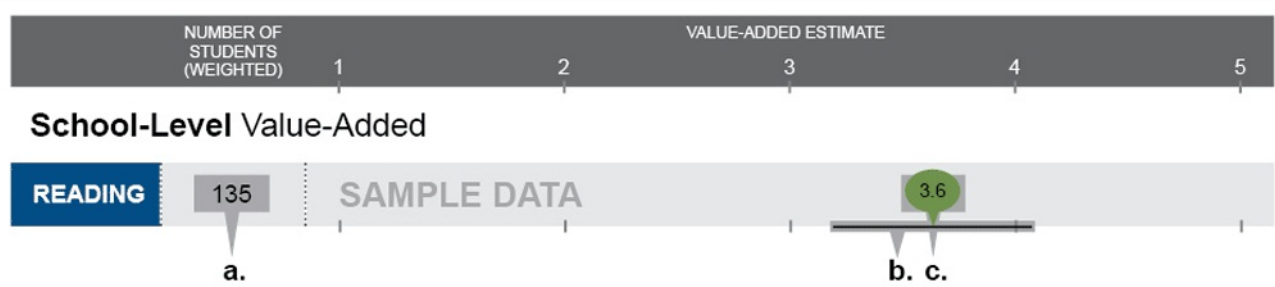 NUMBER OF
STUDENTS
(WEIGHTED)
VALUE-ADDED ESTIMATE
1 2 3 4 5
School-Level Value-Added
READING 135 SAMPLE DATA 3.6
a. b. c.